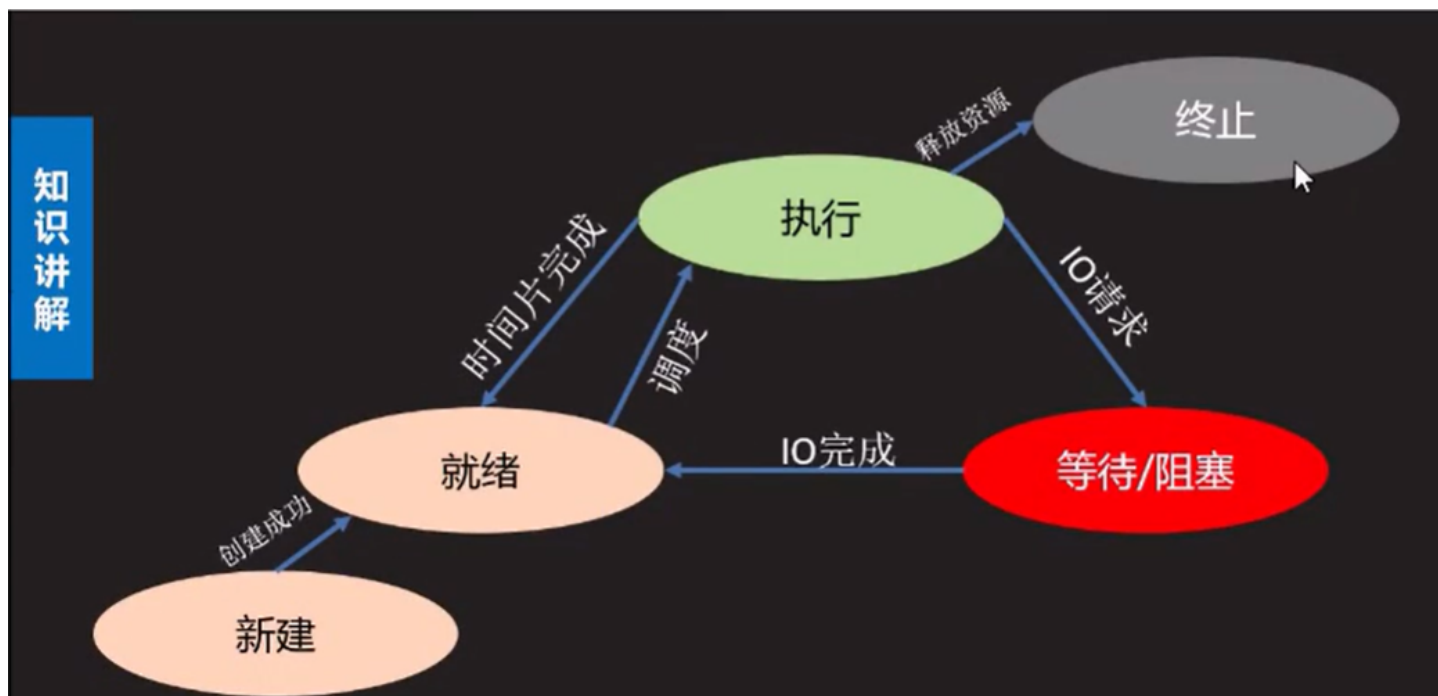 知识讲解
终止
释放资源
执行
时间片完成
调度
IO请求
就绪
IO完成
等待/阻塞
创建成功
新建